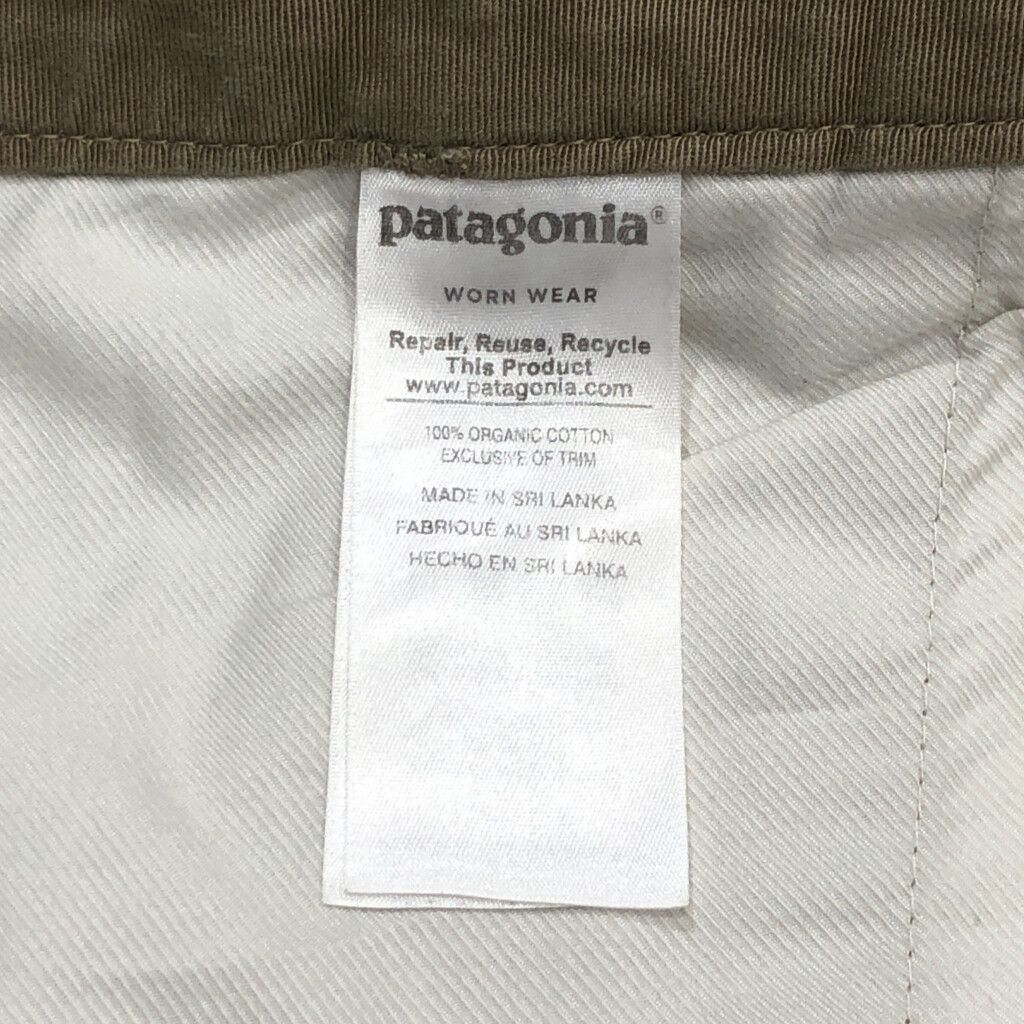 patagonia®
WORN WEAR
Repair, Reuse, Recycle
This Product
www.patagonia.com
100% ORGANIC COTTON
EXCLUSIVE OF TRIM
MADE IN SRI LANKA
FABRIQUÉ AU SRI LANKA
HECHO EN SRI LANKA